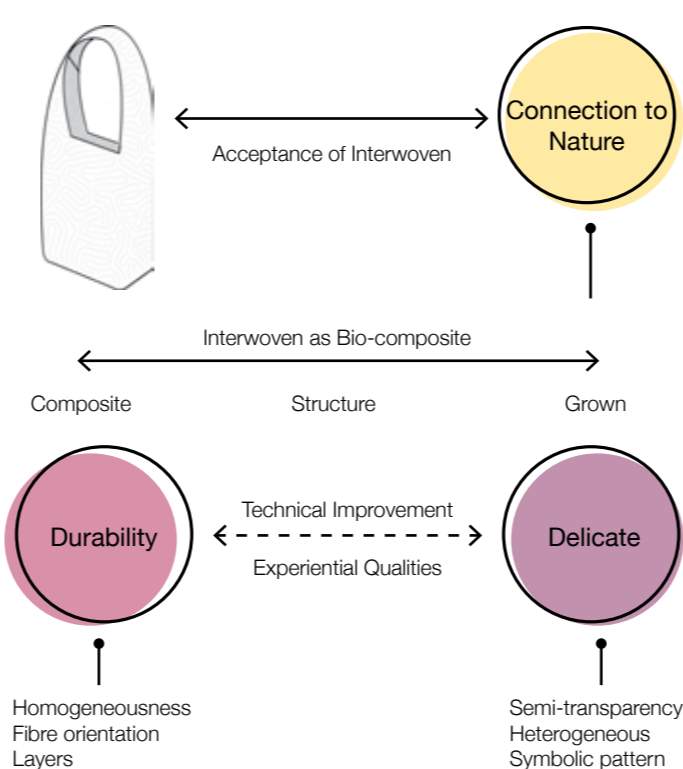 Connection to
Nature
Acceptance of Interwoven
Interwoven as Bio-composite
Composite
Structure
Grown
Durability
Technical Improvement
Experiential Qualities
Delicate
Homogeneousness
Fibre orientation
Layers
Semi-transparency
Heterogeneous
Symbolic pattern